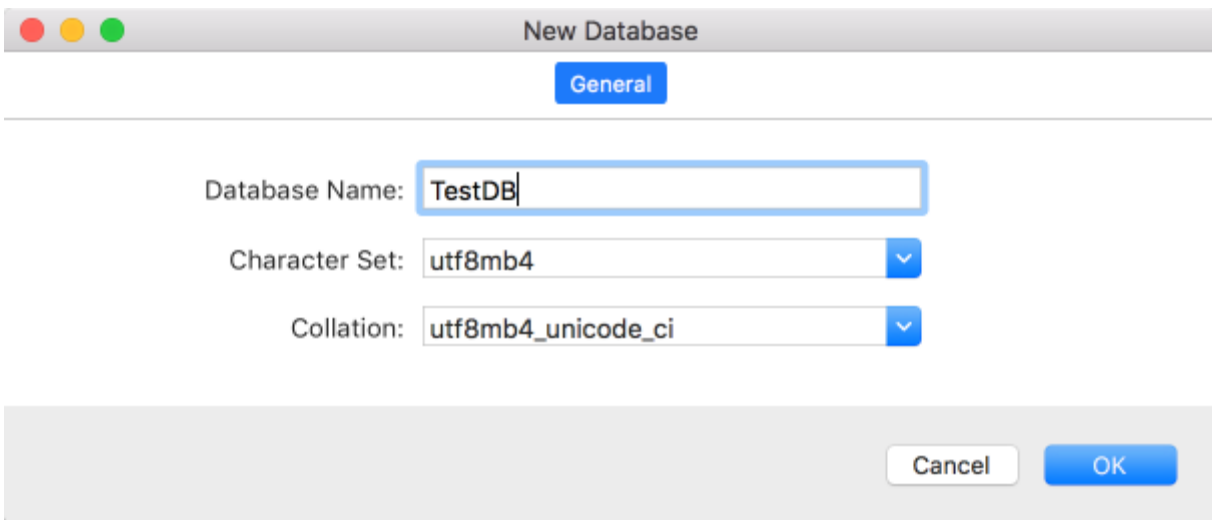 New Database
General
Database Name: TestDB
Character Set: utf8mb4
Collation: utf8mb4_unicode_ci
Cancel OK